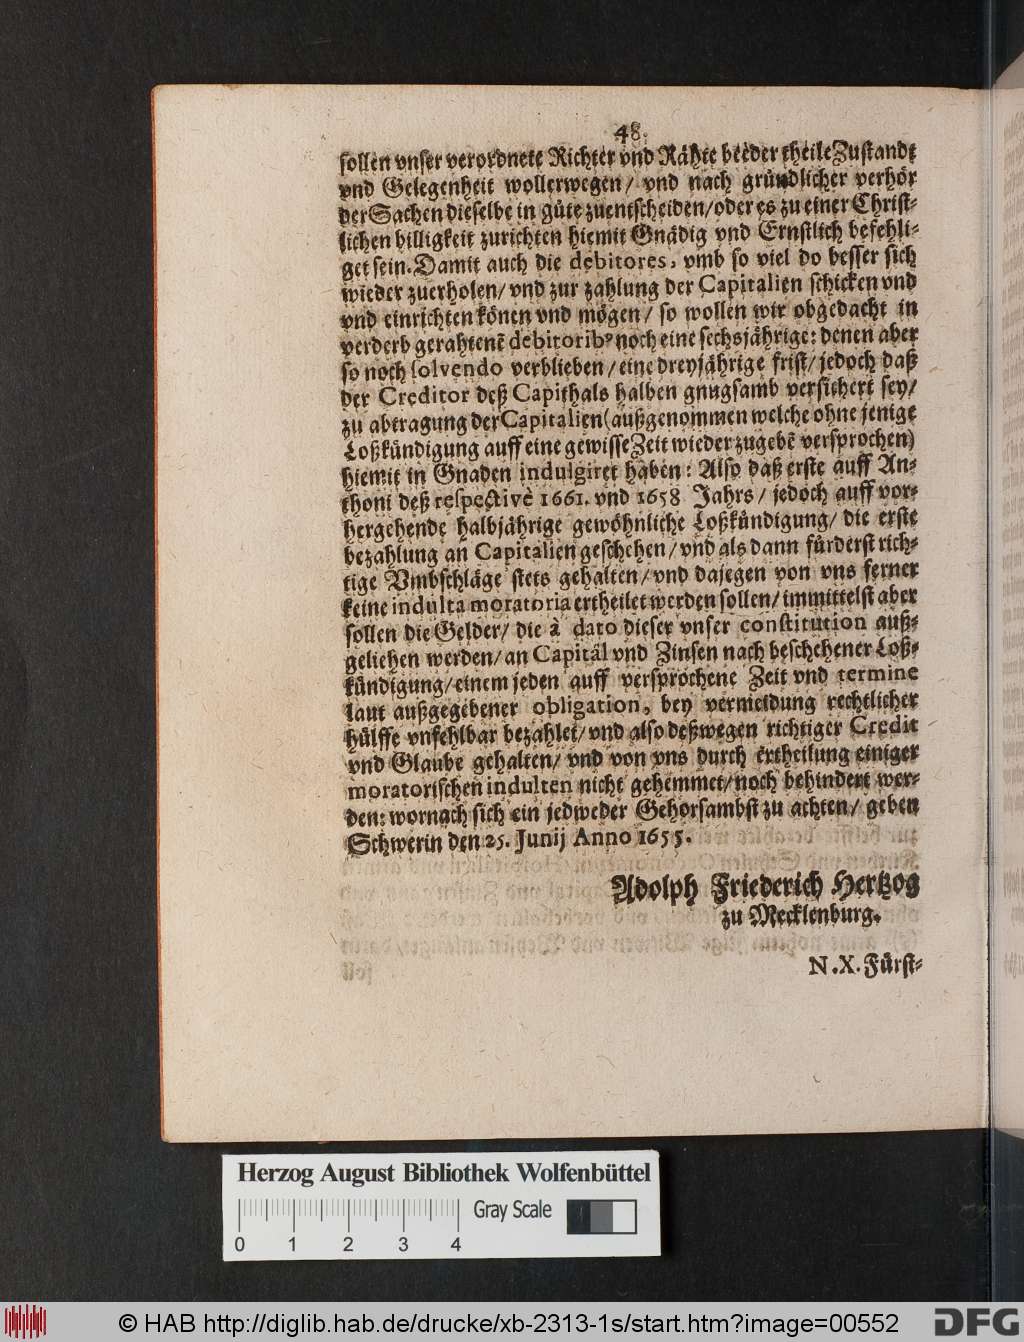 48.
sollen vnser verordnete Richter vnd Rähte beeder theile Zustandt
vnd Gelegenheit wollerwegen/ vnd nach gründlicher verhör
der Sachen dieselbe in güte zuentscheiden/oder es zu einer Christ-
lichen billigkeit zurichten hiemit Gnädig vnd Ernstlich befehli-
get sein. Damit auch die debitores, vmb so viel do besser sich
wieder zuerholen/ vnd zur zahlung der Capitalien schicken vnd
vnd einrichten könen vnd mögen/ so wollen wir obgedacht in
verderb gerahtenē debitorib⁹ noch eine sechsjährige: denen aber
so noch solvendo verblieben/eine dreyjährige frist/jedoch daß
der Creditor deß Capithals halben gnugsamb versichert sey/
zu abtragung der Capitalien(außgenommen welche ohne jenige
Loßkündigung auff eine gewisse Zeit wieder zugebē versprochen)
hiemit in Gnaden indulgiret haben: Also daß erste auff An-
thoni deß respectivè 1661. vnd 1658 Jahrs/ jedoch auff vor-
hergehende halbjährige gewöhnliche Loßkündigung/ die erste
bezahlung an Capitalien geschehen/ vnd als dann fürderst rich-
tige Vmbschläge stets gehalten/vnd dajegen von vns ferner
keine indulta moratoria ertheilet werden sollen/immittelst aber
sollen die Gelder/ die à dato dieser vnser constitution auß-
geliehen werden/ an Capitäl vnd Zinsen nach beschehener Loß-
kündigung/einem jeden auff versprochene Zeit vnd termine
laut außgegebener obligation, bey vermeidung rechtlicher
hülffe vnfehlbar bezahlet/ vnd also deßwegen richtiger Credit
vnd Glaube gehalten/ vnd von vns durch ertheilung einiger
moratorischen indulten nicht gehemmet/noch behindert wer-
den: wornach sich ein jedweder Gehorsambst zu achten/ geben
Schwerin den 25. Junij Anno 1655.
Adolph Friederich Hertzog
zu Mecklenburg.
N.X. Fürst-
Herzog August Bibliothek Wolfenbüttel
Gray Scale
0 1 2 3 4
© HAB http://diglib.hab.de/drucke/xb-2313-1s/start.htm?image=00552
DFG